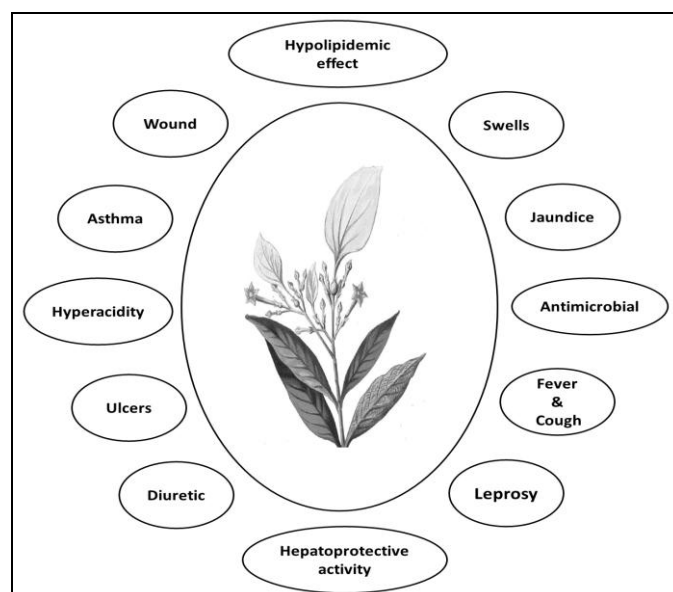 Hypolipidemic
effect
Wound
Swells
Asthma
Jaundice
Hyperacidity
Antimicrobial
Ulcers
Fever
&
Cough
Diuretic
Leprosy
Hepatoprotective
activity